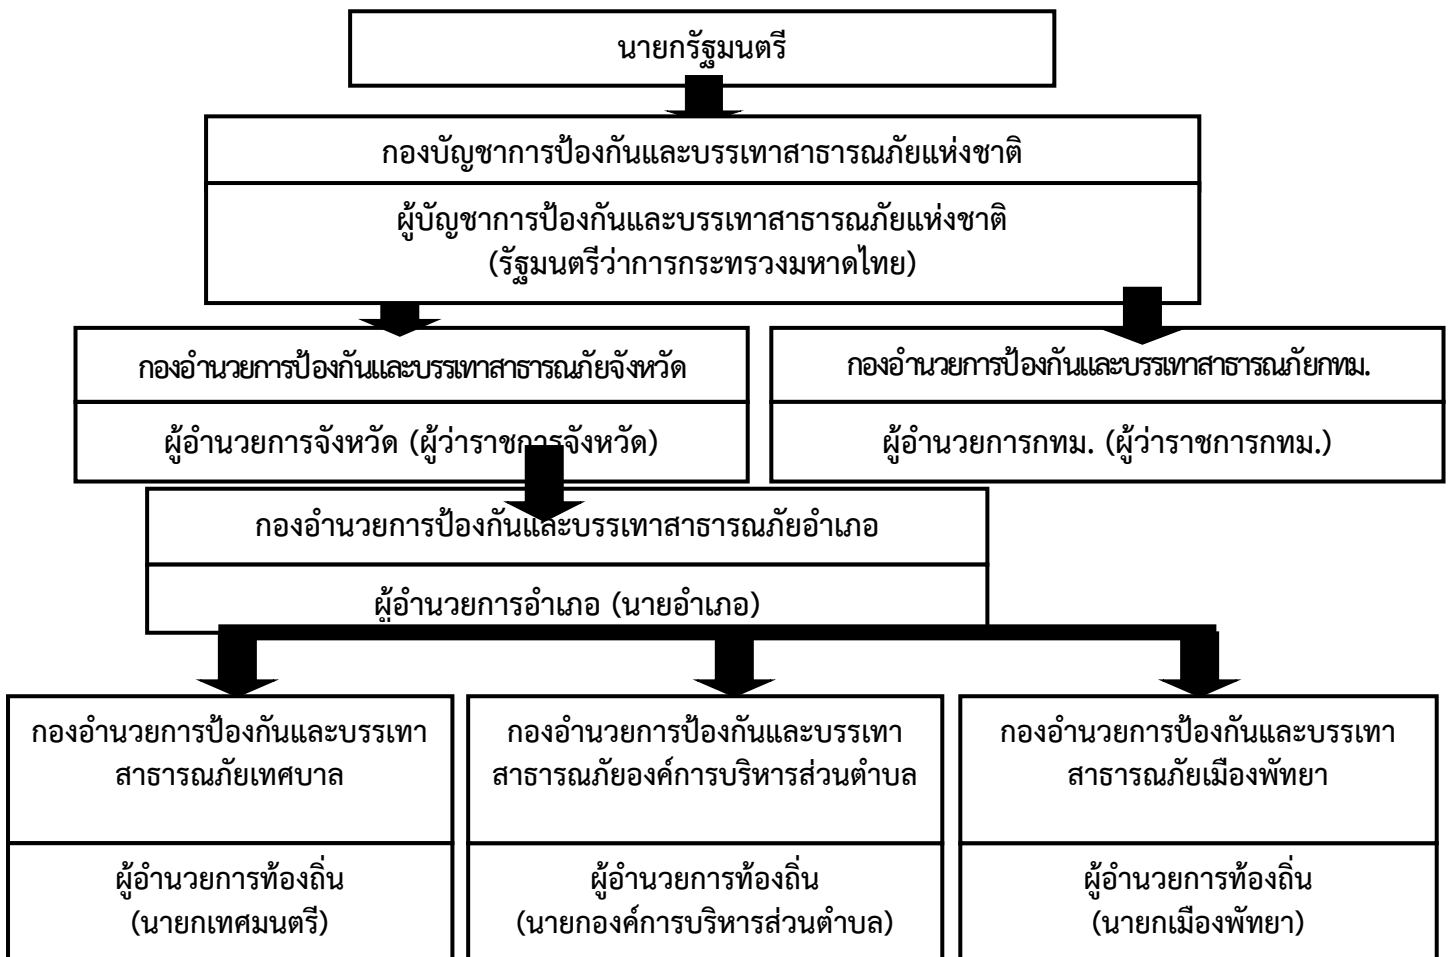 นายกรัฐมนตรี
กองบัญชาการป้องกันและบรรเทาสาธารณภัยแห่งชาติ
ผู้บัญชาการป้องกันและบรรเทาสาธารณภัยแห่งชาติ
(รัฐมนตรีว่าการกระทรวงมหาดไทย)
กองอำนวยการป้องกันและบรรเทาสาธารณภัยจังหวัด
ผู้อำนวยการจังหวัด (ผู้ว่าราชการจังหวัด)
กองอำนวยการป้องกันและบรรเทาสาธารณภัยกทม.
ผู้อำนวยการกทม. (ผู้ว่าราชการกทม.)
กองอำนวยการป้องกันและบรรเทาสาธารณภัยอำเภอ
ผู้อำนวยการอำเภอ (นายอำเภอ)
กองอำนวยการป้องกันและบรรเทา
สาธารณภัยเทศบาล
ผู้อำนวยการท้องถิ่น
(นายกเทศมนตรี)
กองอำนวยการป้องกันและบรรเทา
สาธารณภัยองค์การบริหารส่วนตำบล
ผู้อำนวยการท้องถิ่น
(นายกองค์การบริหารส่วนตำบล)
กองอำนวยการป้องกันและบรรเทา
สาธารณภัยเมืองพัทยา
ผู้อำนวยการท้องถิ่น
(นายกเมืองพัทยา)